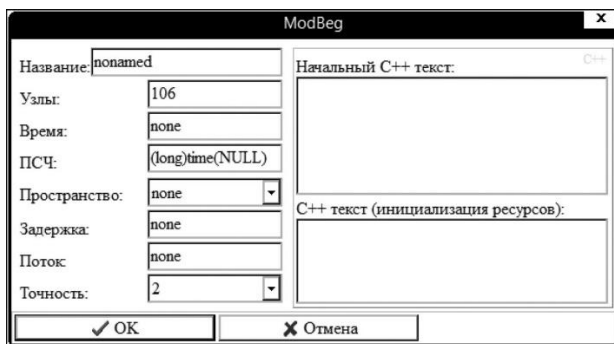 ModBeg
x
Название: nonamed
Узлы: 106
Время: none
ПСЧ: (long)time(NULL)
Пространство: none
Задержка: none
Поток: none
Точность: 2
C++
Начальный C++ текст:
C++ текст (инициализация ресурсов):
OK
Отмена